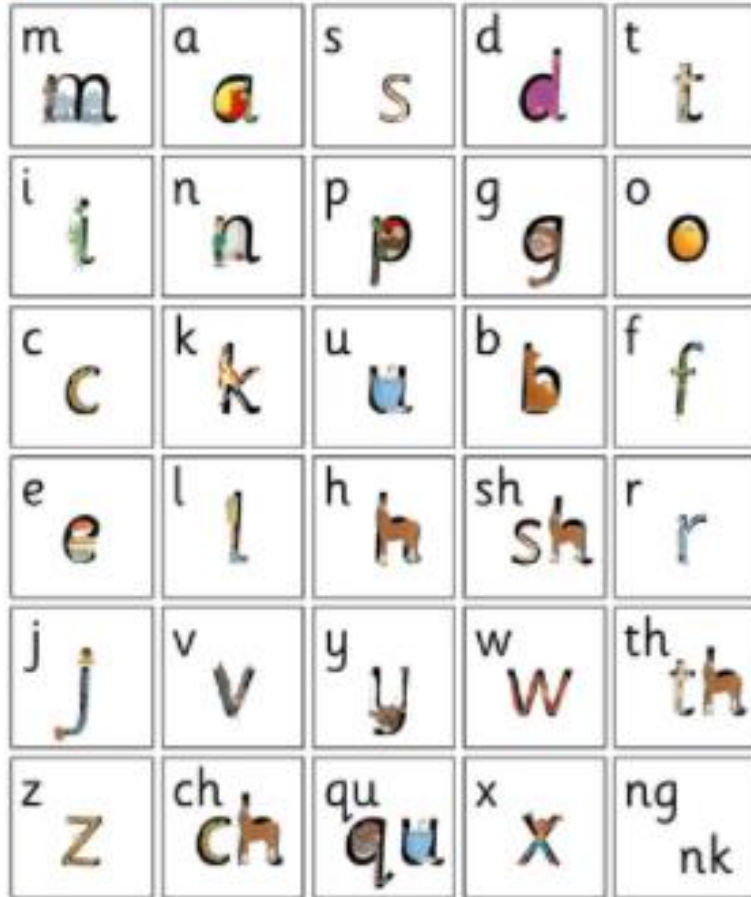 m a s d t
m a s d t
i n p g o
i n p g o
c k u b f
c k u b f
e l h sh r
e l h sh r
j v y w th
j v y w th
z ch qu x ng
z ch qu x nk